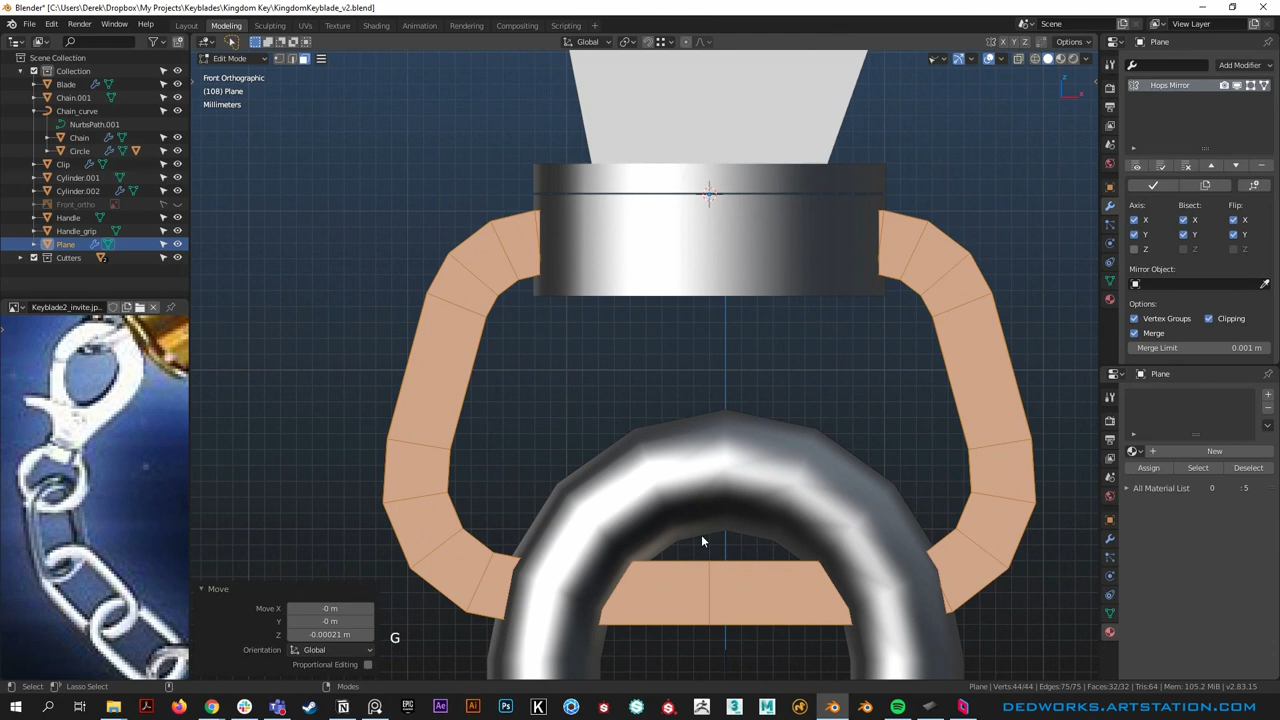 Blender* [C:\Users\Derek\Dropbox\My Projects\Keyblades\Kingdom Key\KingdomKeyblade_v2.blend]
File Edit Render Window Help Layout Modeling Sculpting UV Editing Texture Paint Shading Animation Rendering Compositing Scripting
Scene View Layer
Global X Y Z Options
Edit Mode
Front Orthographic
(108) Plane
Millimeters
Scene Collection
Collection
Blade
Chain.001
Chain_curve
NurbsPath.001
Chain
Circle
Clip
Cylinder.001
Cylinder.002
Front_ortho
Handle
Handle_grip
Plane
Cutters
Keyblade2_invite.jp..
Move
Move X -0 m
Y -0 m
Z -0.00021 m
Orientation Global
Proportional Editing
G
Plane
Add Modifier
Hops Mirror
Axis: Bisect: Flip:
X X X
Y Y Y
Z Z Z
Mirror Object:
Options:
Vertex Groups Clipping
Merge
Merge Limit 0.001 m
Plane
New
Assign Select Deselect
All Material List 0 : 5
Select Lasso Select Modes
Plane | Verts:44/44 | Edges:75/75 | Faces:32/32 | Tris:64 | Mem: 105.2 MiB | v2.83.15
DEDWORKS.ARTSTATION.COM